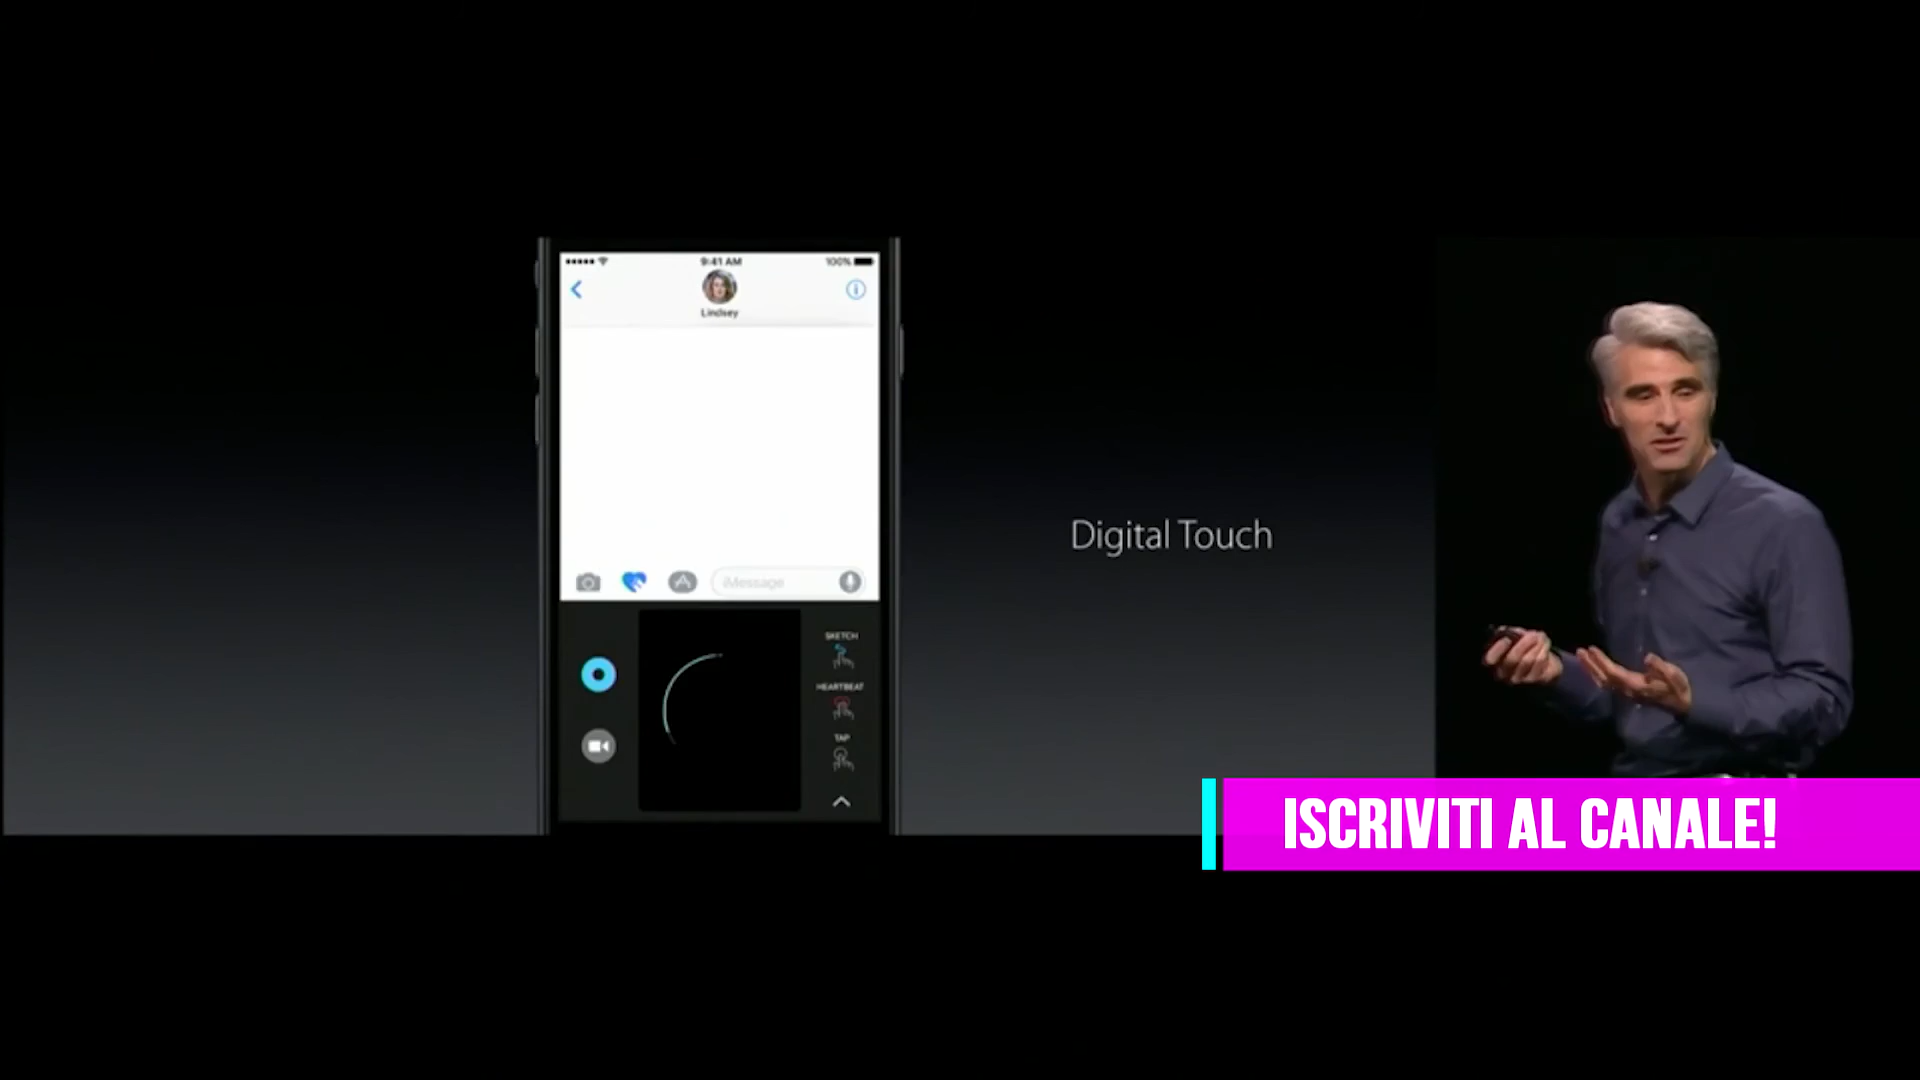 9:41 AM
100%
Lindsey
iMessage
SKETCH
HEARTBEAT
TAP
Digital Touch
ISCRIVITI AL CANALE!